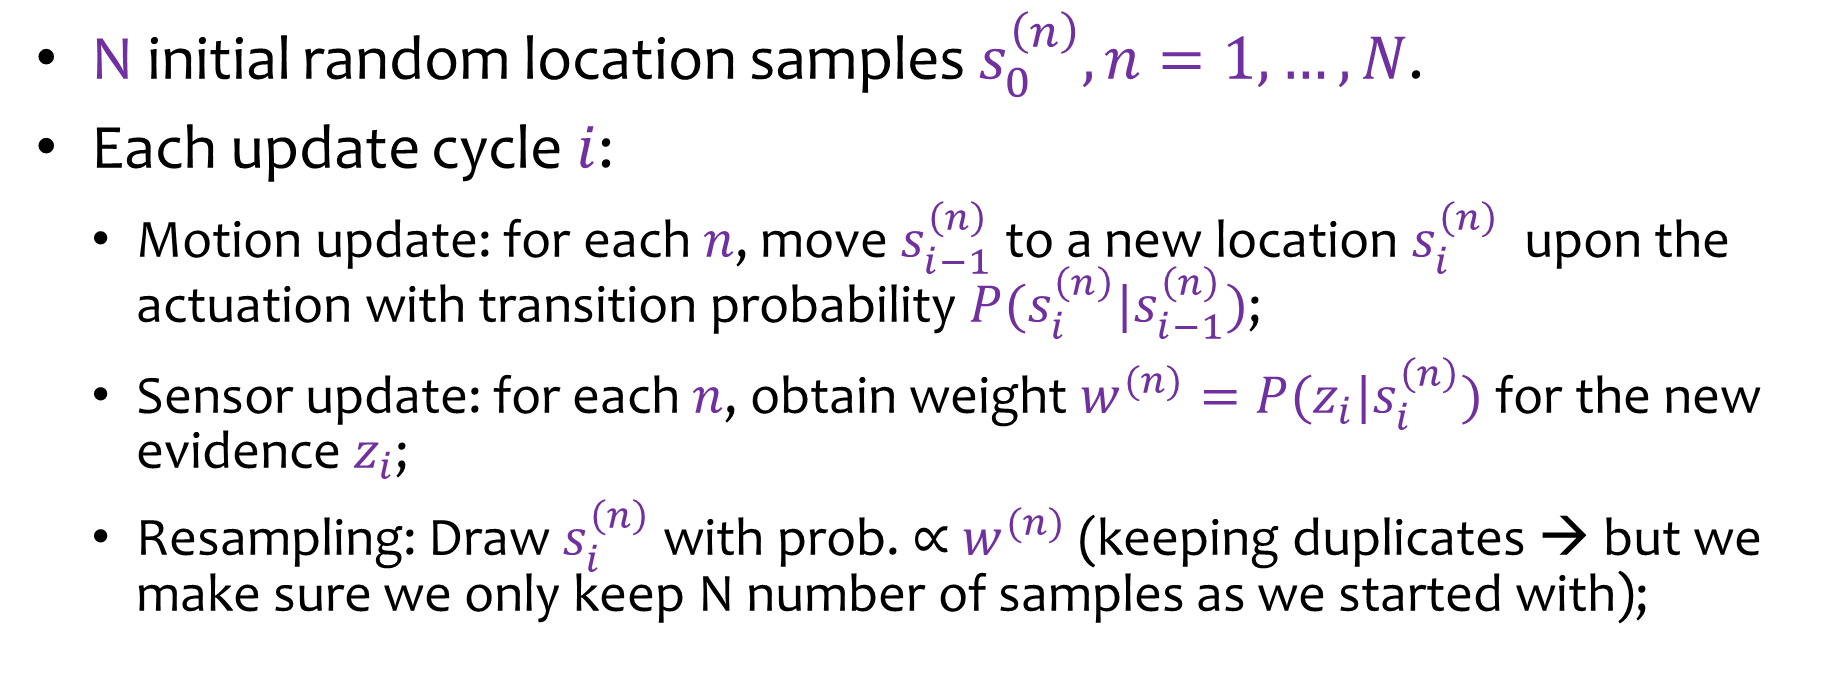 • N initial random location samples $s_0^{(n)}, n = 1, \ldots, N$.
• Each update cycle $i$:
• Motion update: for each $n$, move $s_{i-1}^{(n)}$ to a new location $s_i^{(n)}$ upon the
actuation with transition probability $P(s_i^{(n)}|s_{i-1}^{(n)})$;
• Sensor update: for each $n$, obtain weight $w^{(n)} = P(z_i|s_i^{(n)})$ for the new
evidence $z_i$;
• Resampling: Draw $s_i^{(n)}$ with prob. ∝ $w^{(n)}$ (keeping duplicates → but we
make sure we only keep N number of samples as we started with);